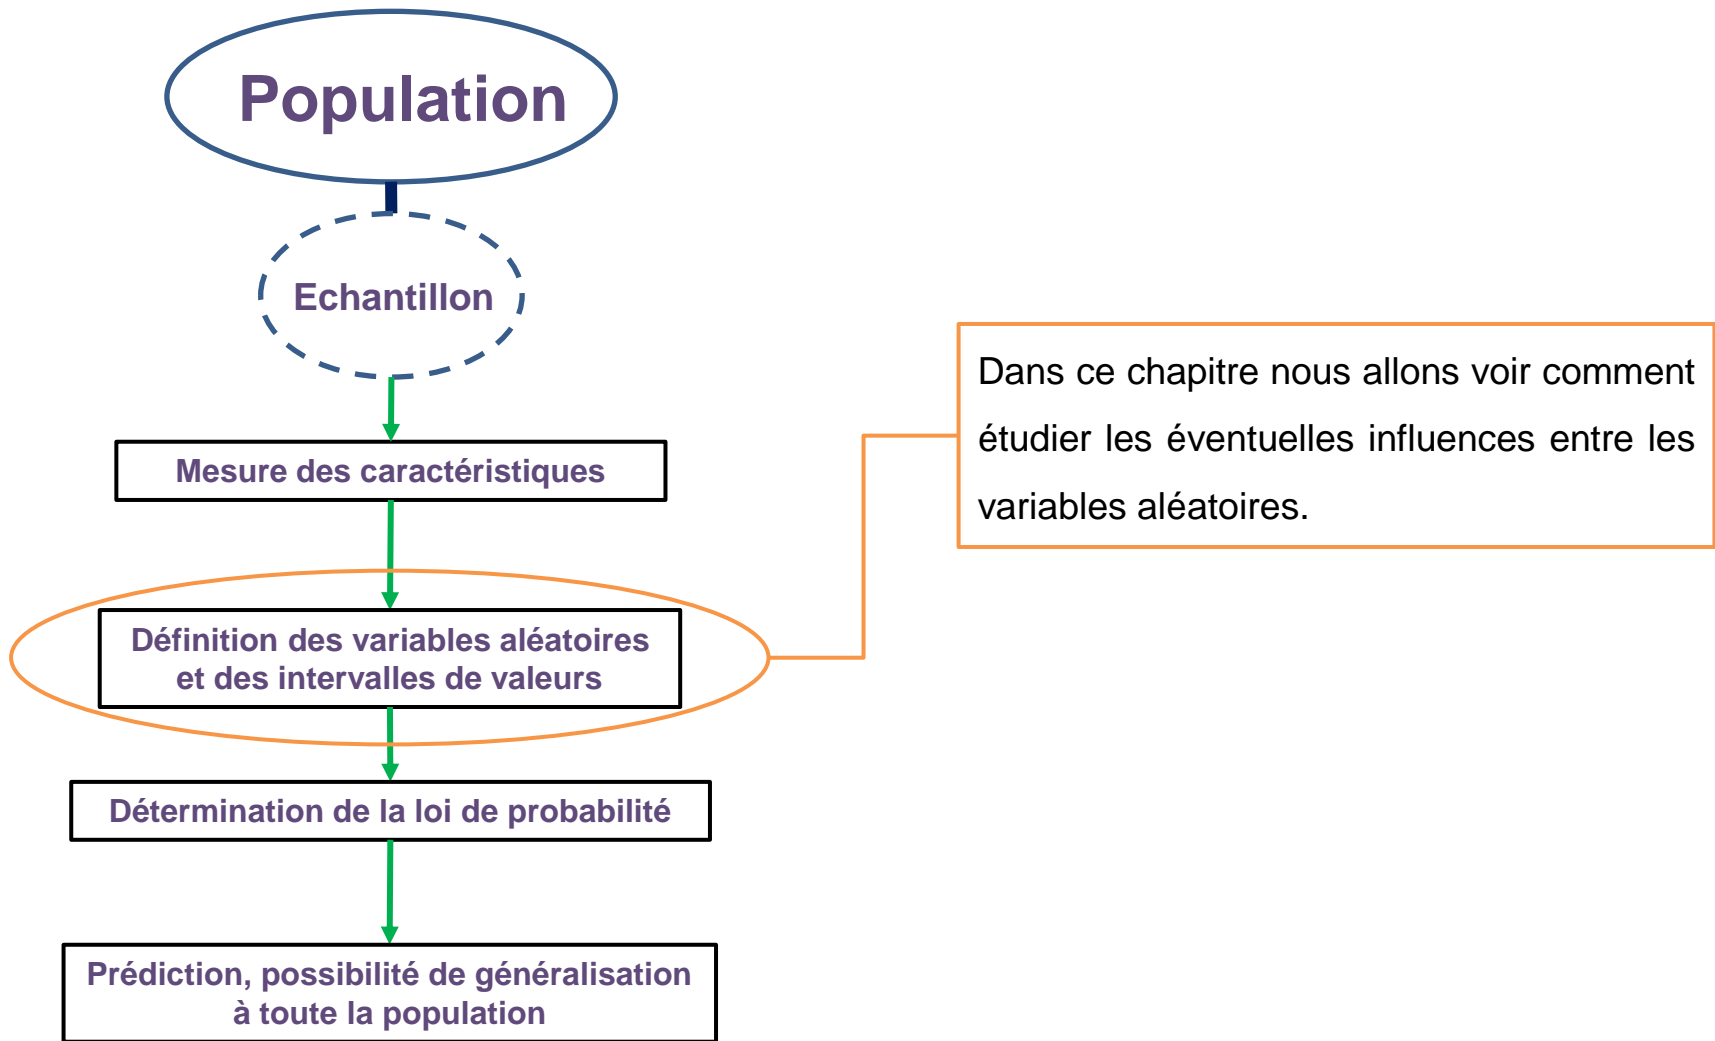 Population
Echantillon
Mesure des caractéristiques
Définition des variables aléatoires
et des intervalles de valeurs
Détermination de la loi de probabilité
Prédiction, possibilité de généralisation
à toute la population
Dans ce chapitre nous allons voir comment
étudier les éventuelles influences entre les
variables aléatoires.